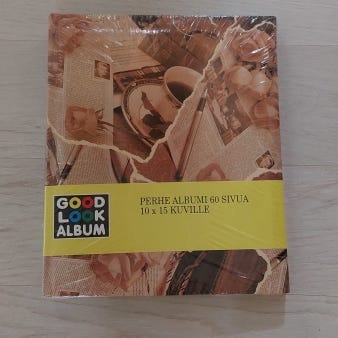 GOOD
LOOK
ALBUM
PERHE ALBUMI 60 SIVUA
10 x 15 KUVILLE